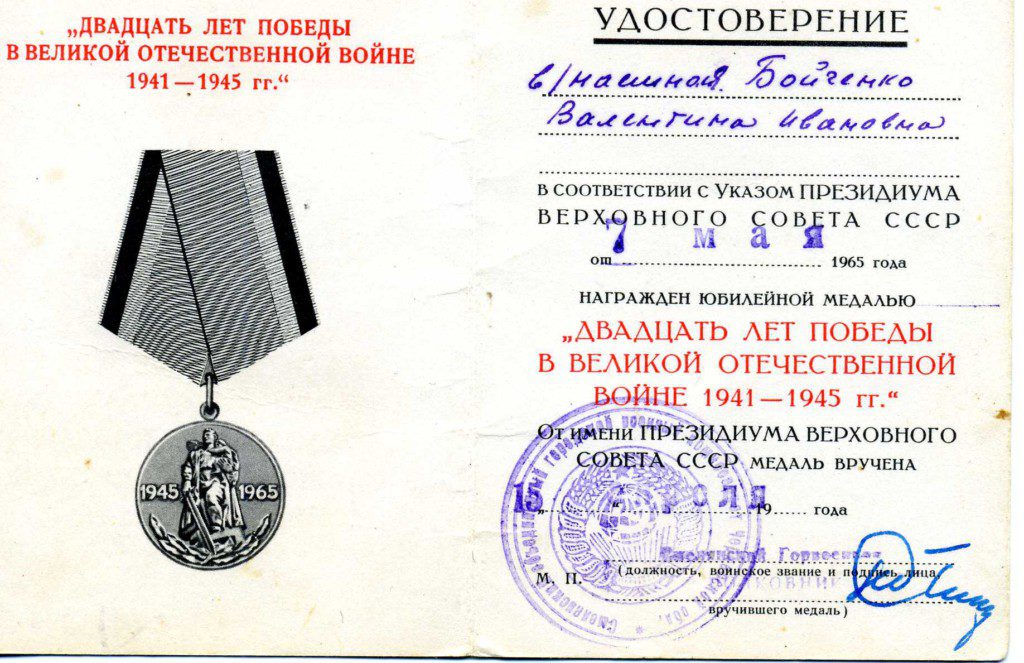 „ДВАДЦАТЬ ЛЕТ ПОБЕДЫ
В ВЕЛИКОЙ ОТЕЧЕСТВЕННОЙ ВОЙНЕ
1941—1945 гг.“
1945 1965
УДОСТОВЕРЕНИЕ
в/наемная Бойченко
Валентина Ивановна
В СООТВЕТСТВИИ С УКАЗОМ ПРЕЗИДИУМА
ВЕРХОВНОГО СОВЕТА СССР
от 7 мая 1965 года
НАГРАЖДЕН ЮБИЛЕЙНОЙ МЕДАЛЬЮ
„ДВАДЦАТЬ ЛЕТ ПОБЕДЫ
В ВЕЛИКОЙ ОТЕЧЕСТВЕННОЙ
ВОЙНЕ 1941—1945 гг.“
От имени ПРЕЗИДИУМА ВЕРХОВНОГО
СОВЕТА СССР МЕДАЛЬ ВРУЧЕНА
„ “ 19 года
М. П. (должность, воинское звание и подпись лица,
вручившего медаль)